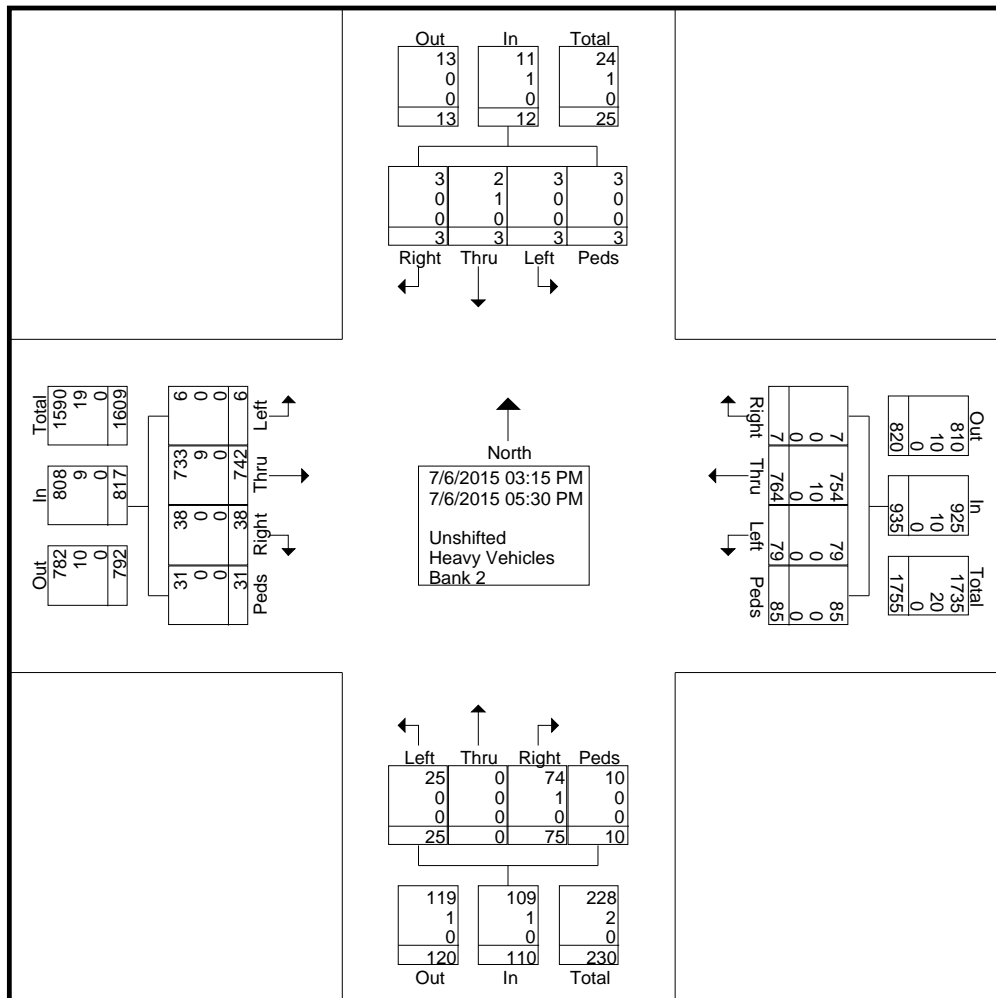 Out In Total
13 11 24
0 1 1
0 0 0
13 12 25
3 2 3 3
0 1 0 0
0 0 0 0
3 3 3 3
Right Thru Left Peds
Total
1590 19 0 1609
In
808 9 0 817
Out
782 10 0 792
6 0 0 6
Left
733 9 0 742
Thru
38 0 0 38
Right
31 0 0 31
Peds
North
7/6/2015 03:15 PM
7/6/2015 05:30 PM
Unshifted
Heavy Vehicles
Bank 2
Right
7 0 0 7
Thru
754 10 0 764
Left
79 0 0 79
Peds
85 0 0 85
Out
810 10 0 820
In
925 10 0 935
Total
1735 20 0 1755
Left Thru Right Peds
25 0 74 10
0 0 1 0
0 0 0 0
25 0 75 10
119 109 228
1 1 2
0 0 0
120 110 230
Out In Total